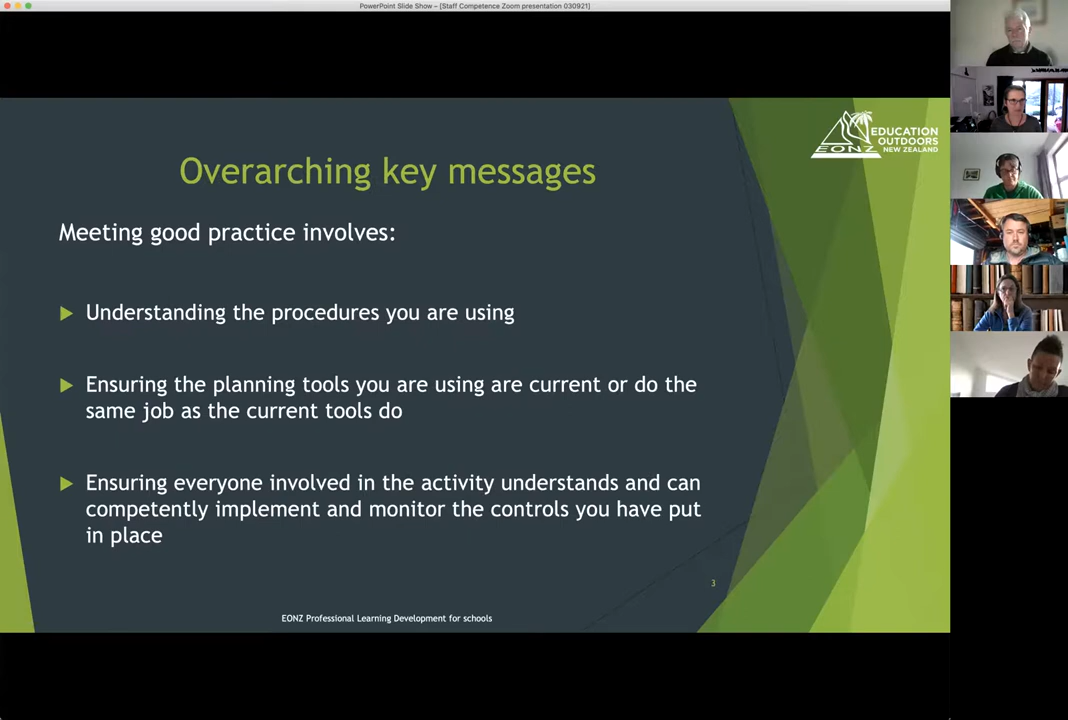 PowerPoint Slide Show – [Staff Competence Zoom presentation 030921]
EDUCATION
OUTDOORS
NEW ZEALAND
EONZ
Overarching key messages
Meeting good practice involves:
Understanding the procedures you are using
Ensuring the planning tools you are using are current or do the
same job as the current tools do
Ensuring everyone involved in the activity understands and can
competently implement and monitor the controls you have put
in place
3
EONZ Professional Learning Development for schools